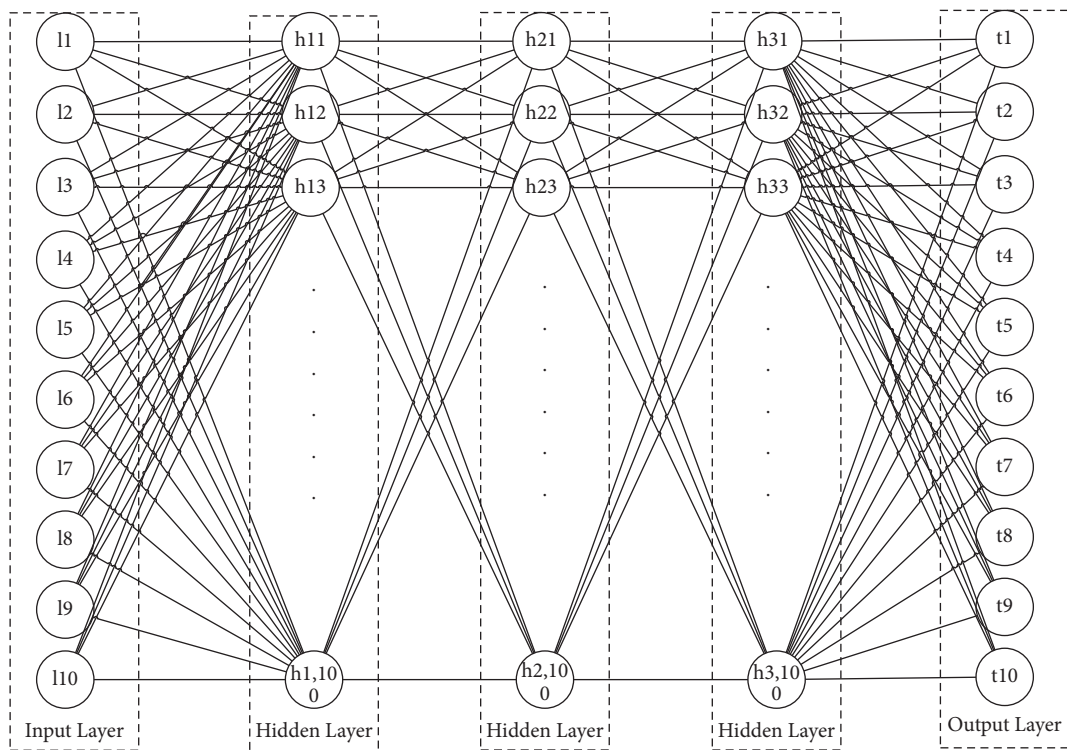 l1
l2
l3
l4
l5
l6
l7
l8
l9
l10
Input Layer
h11
h12
h13
h1,10
0
Hidden Layer
h21
h22
h23
h2,10
0
Hidden Layer
h31
h32
h33
h3,10
0
Hidden Layer
t1
t2
t3
t4
t5
t6
t7
t8
t9
t10
Output Layer